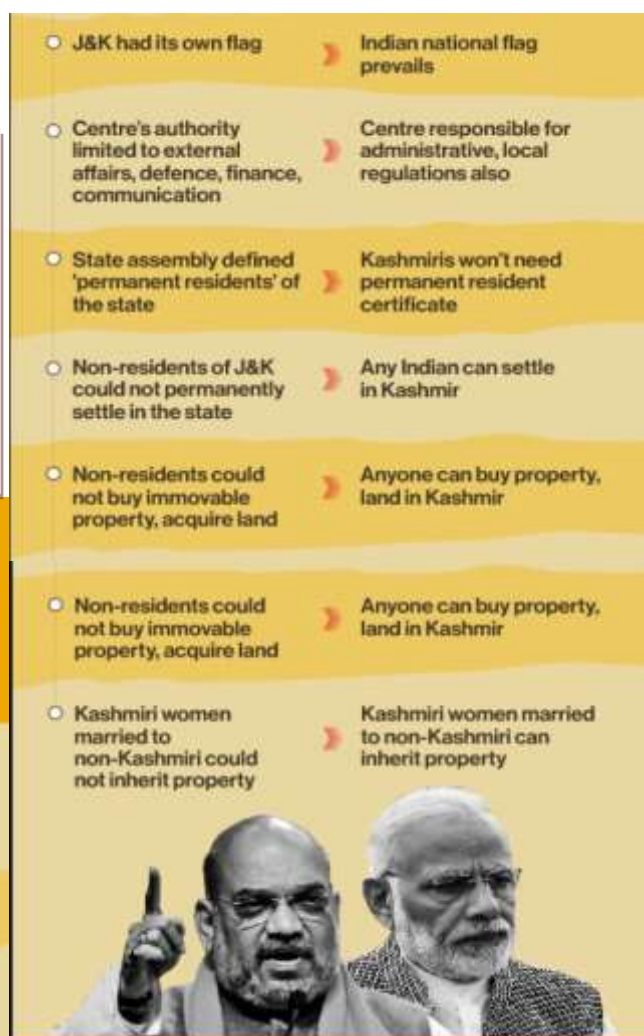 J&K had its own flag
Indian national flag
prevails
Centre's authority
limited to external
affairs, defence, finance,
communication
Centre responsible for
administrative, local
regulations also
State assembly defined
'permanent residents' of
the state
Kashmiris won't need
permanent resident
certificate
Non-residents of J&K
could not permanently
settle in the state
Any Indian can settle
in Kashmir
Non-residents could
not buy immovable
property, acquire land
Anyone can buy property,
land in Kashmir
Non-residents could
not buy immovable
property, acquire land
Anyone can buy property,
land in Kashmir
Kashmiri women
married to
non-Kashmiri could
not inherit property
Kashmiri women married
to non-Kashmiri can
inherit property